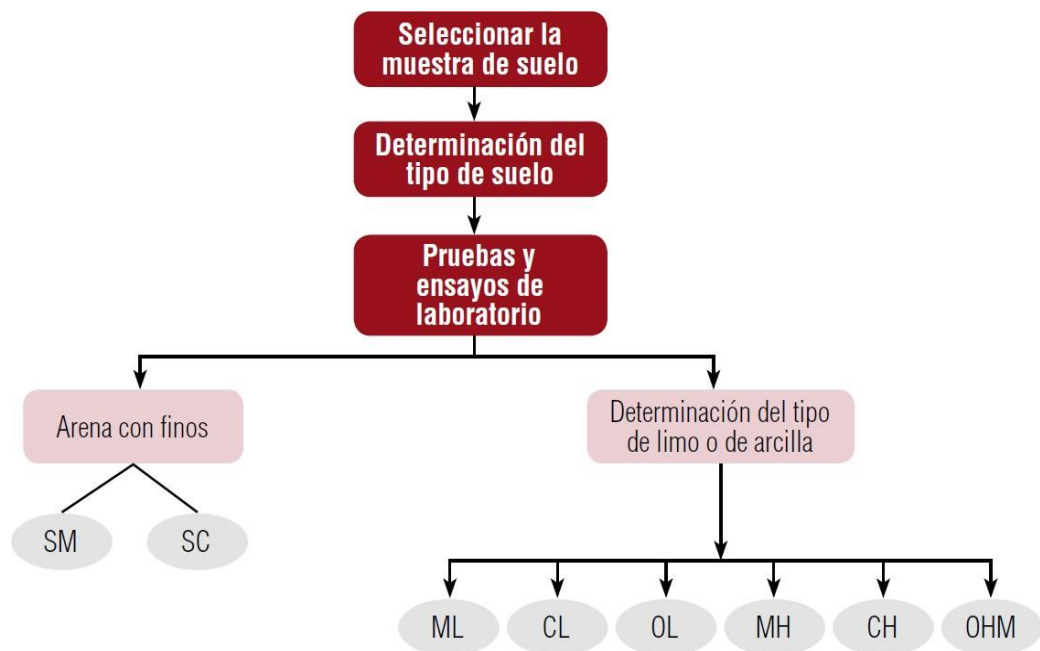 Seleccionar la
muestra de suelo
Determinación del
tipo de suelo
Pruebas y
ensayos de
laboratorio
Arena con finos
Determinación del tipo
de limo o de arcilla
SM
SC
ML
CL
OL
MH
CH
OHM